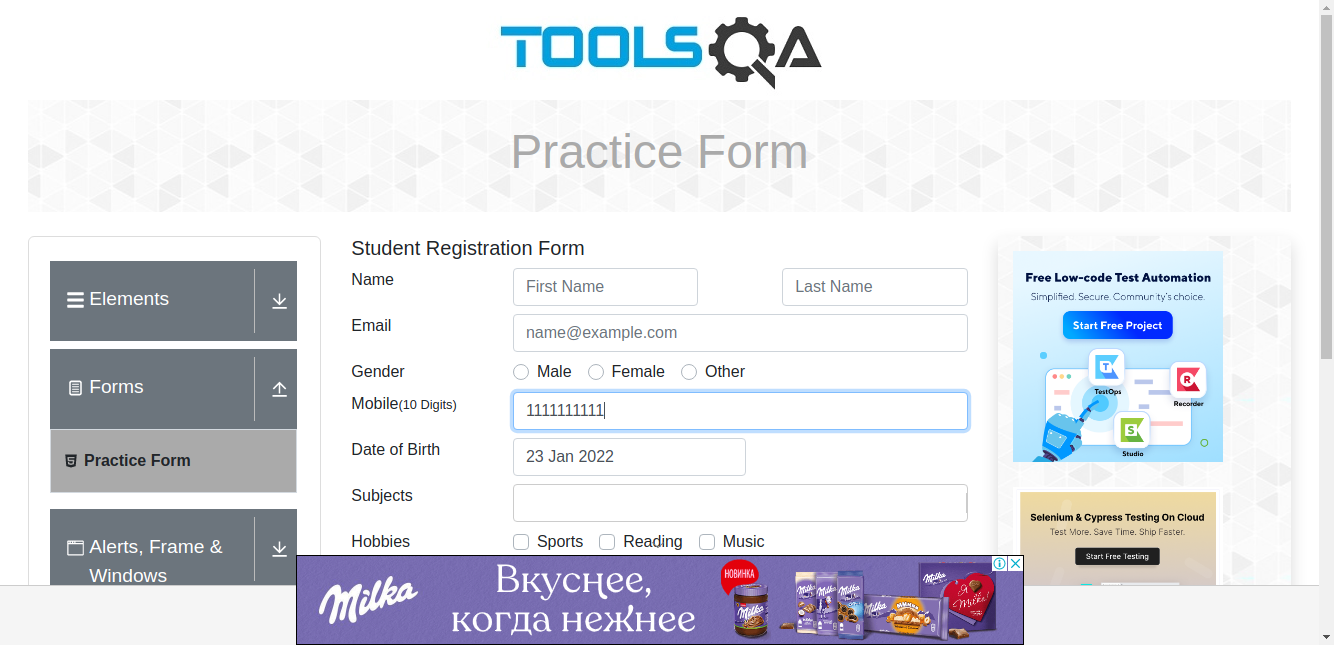 TOOLSQA
Practice Form
Elements
Forms
Practice Form
Alerts, Frame &
Windows
Student Registration Form
Name
First Name
Last Name
Email
name@example.com
Gender
Male
Female
Other
Mobile(10 Digits)
1111111111
Date of Birth
23 Jan 2022
Subjects
Hobbies
Sports
Reading
Music
Free Low-code Test Automation
Simplified. Secure. Community's choice.
Start Free Project
TestOps
Recorder
Studio
Selenium & Cypress Testing On Cloud
Test More. Save Time. Ship Faster.
Start Free Testing
Milka
Вкуснее,
когда нежнее
НОВИНКА
Milka
Milka
Milka
Milka
Milka
Milka
Я
Milka!